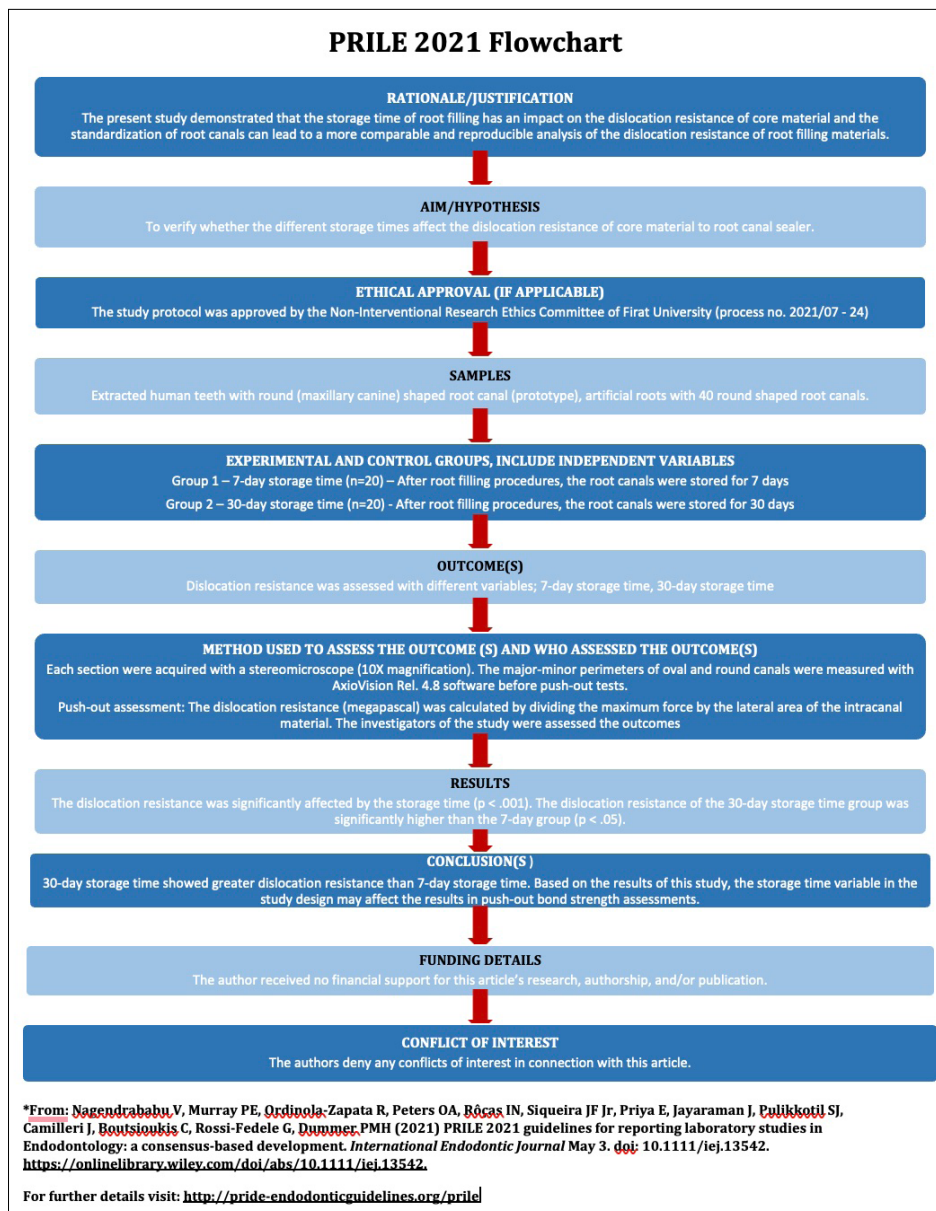 PRILE 2021 Flowchart
RATIONALE/JUSTIFICATION
The present study demonstrated that the storage time of root filling has an impact on the dislocation resistance of core material and the
standardization of root canals can lead to a more comparable and reproducible analysis of the dislocation resistance of root filling materials.
AIM/HYPOTHESIS
To verify whether the different storage times affect the dislocation resistance of core material to root canal sealer.
ETHICAL APPROVAL (IF APPLICABLE)
The study protocol was approved by the Non-Interventional Research Ethics Committee of Firat University (process no. 2021/07 - 24)
SAMPLES
Extracted human teeth with round (maxillary canine) shaped root canal (prototype), artificial roots with 40 round shaped root canals.
EXPERIMENTAL AND CONTROL GROUPS, INCLUDE INDEPENDENT VARIABLES
Group 1 – 7-day storage time (n=20) – After root filling procedures, the root canals were stored for 7 days
Group 2 – 30-day storage time (n=20) - After root filling procedures, the root canals were stored for 30 days
OUTCOME(S)
Dislocation resistance was assessed with different variables; 7-day storage time, 30-day storage time
METHOD USED TO ASSESS THE OUTCOME (S) AND WHO ASSESSED THE OUTCOME(S)
Each section were acquired with a stereomicroscope (10X magnification). The major-minor perimeters of oval and round canals were measured with
AxioVision Rel. 4.8 software before push-out tests.
Push-out assessment: The dislocation resistance (megapascal) was calculated by dividing the maximum force by the lateral area of the intracanal
material. The investigators of the study were assessed the outcomes
RESULTS
The dislocation resistance was significantly affected by the storage time (p < .001). The dislocation resistance of the 30-day storage time group was
significantly higher than the 7-day group (p < .05).
CONCLUSION(S )
30-day storage time showed greater dislocation resistance than 7-day storage time. Based on the results of this study, the storage time variable in the
study design may affect the results in push-out bond strength assessments.
FUNDING DETAILS
The author received no financial support for this article's research, authorship, and/or publication.
CONFLICT OF INTEREST
The authors deny any conflicts of interest in connection with this article.
*From: Nagendrababu V, Murray PE, Ordinola-Zapata R, Peters OA, Rôças IN, Siqueira JF Jr, Priya E, Jayaraman J, Pulikkotil SJ,
Camilleri J, Boutsioukis C, Rossi-Fedele G, Dummer PMH (2021) PRILE 2021 guidelines for reporting laboratory studies in
Endodontology: a consensus-based development. International Endodontic Journal May 3. doi: 10.1111/iej.13542.
https://onlinelibrary.wiley.com/doi/abs/10.1111/iej.13542.
For further details visit: http://pride-endodonticguidelines.org/prile